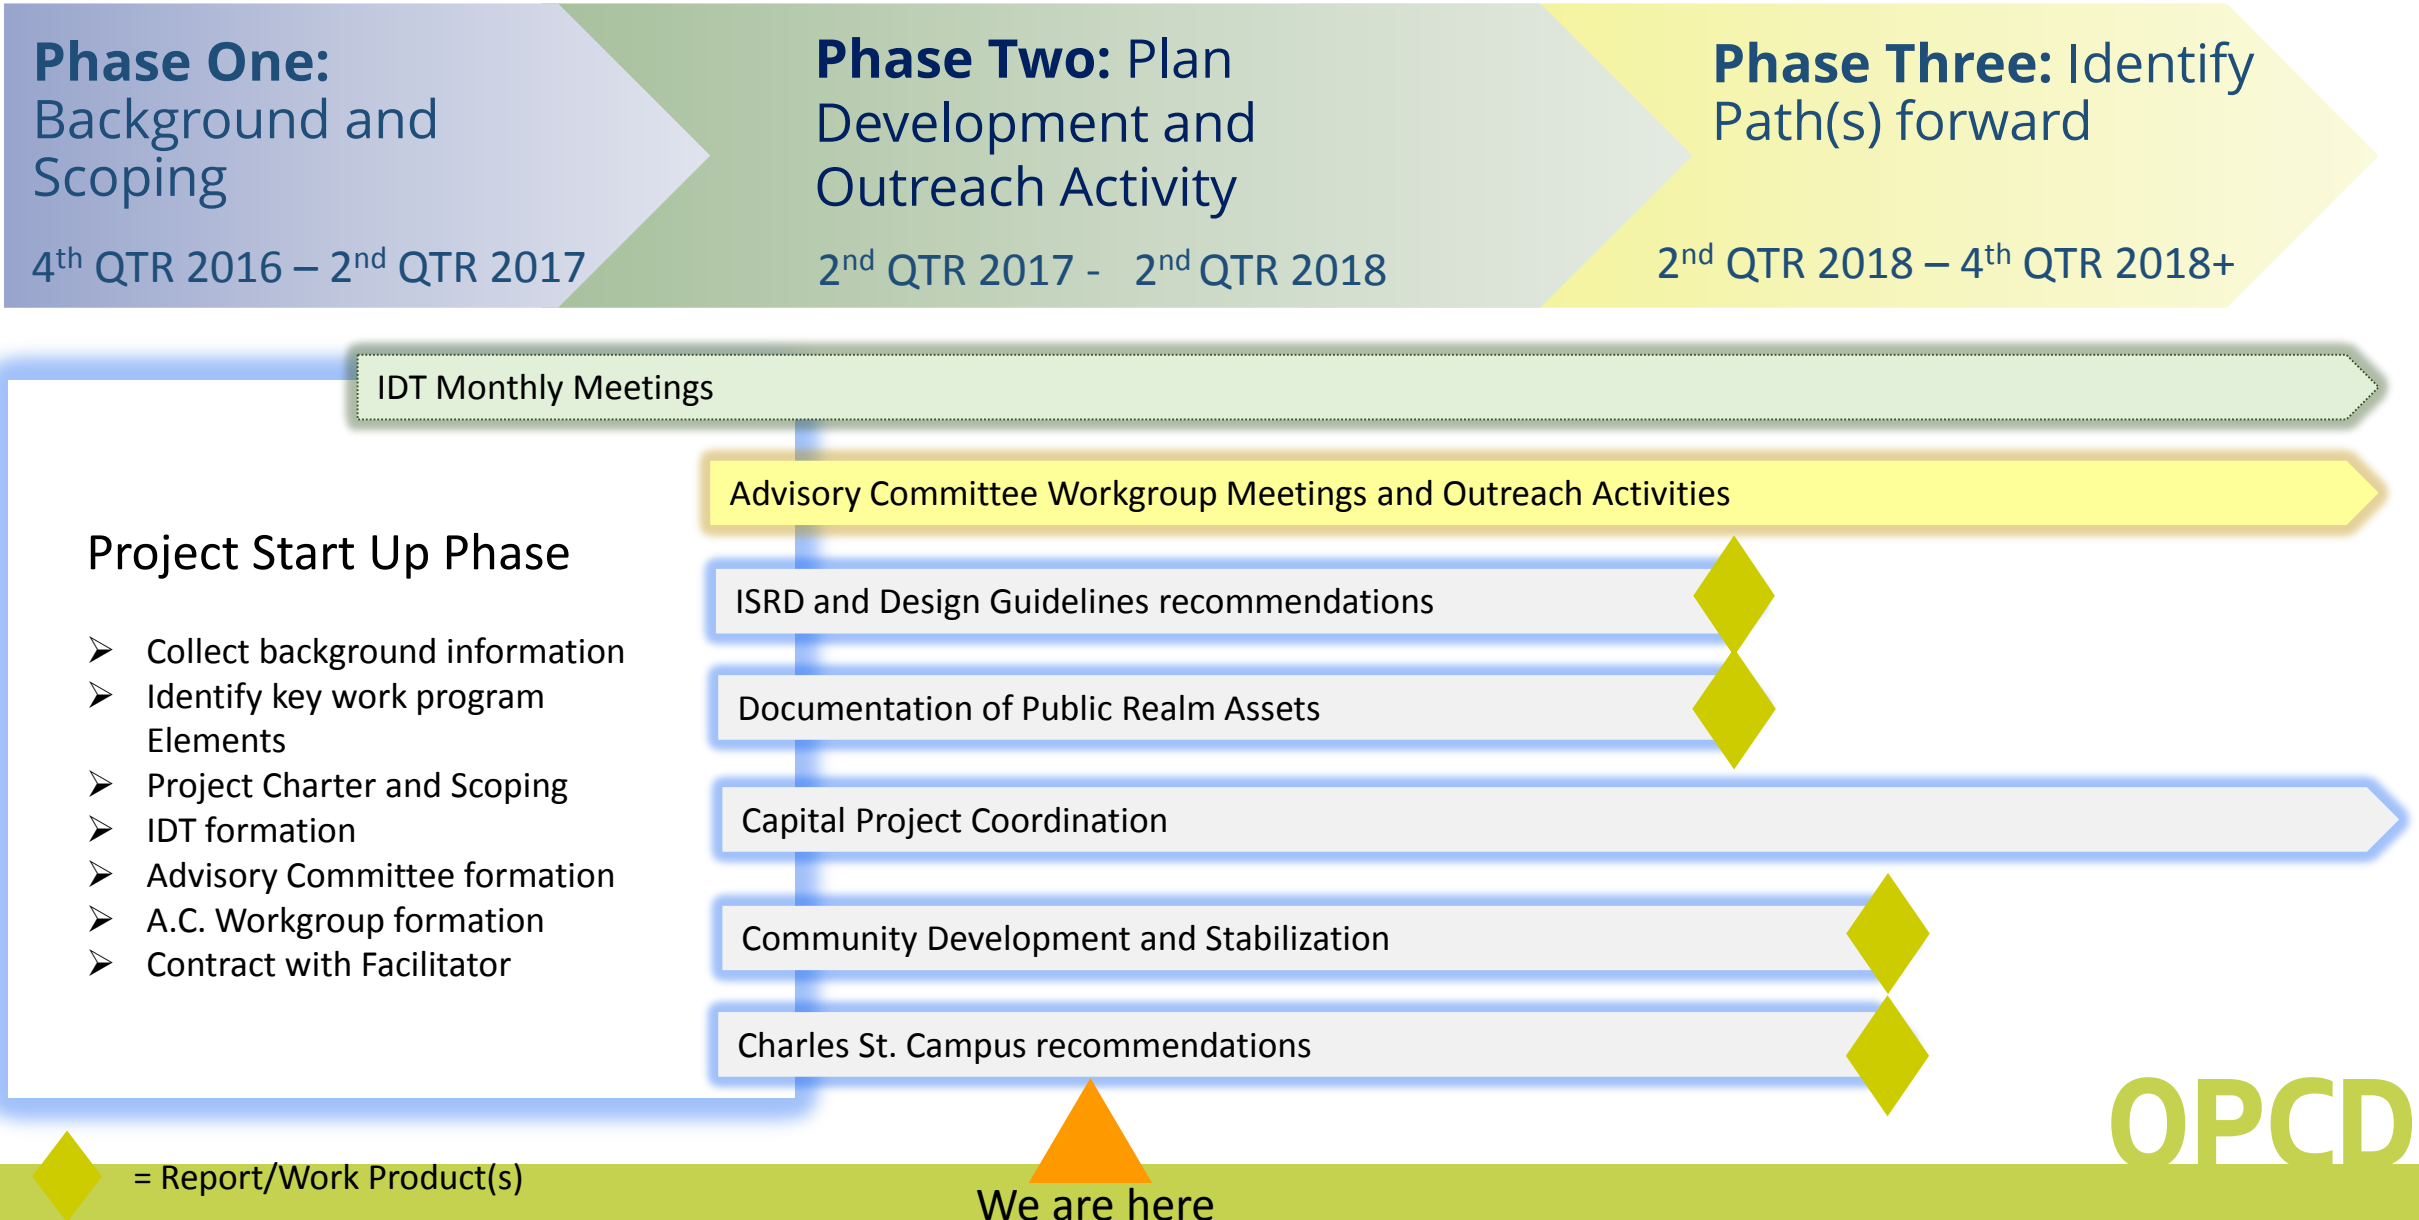 Phase One:
Background and
Scoping
4th QTR 2016 – 2nd QTR 2017
Phase Two: Plan
Development and
Outreach Activity
2nd QTR 2017 - 2nd QTR 2018
Phase Three: Identify
Path(s) forward
2nd QTR 2018 – 4th QTR 2018+
IDT Monthly Meetings
Advisory Committee Workgroup Meetings and Outreach Activities
Project Start Up Phase
➢ Collect background information
➢ Identify key work program
Elements
➢ Project Charter and Scoping
➢ IDT formation
➢ Advisory Committee formation
➢ A.C. Workgroup formation
➢ Contract with Facilitator
ISRD and Design Guidelines recommendations
Documentation of Public Realm Assets
Capital Project Coordination
Community Development and Stabilization
Charles St. Campus recommendations
OPCD
= Report/Work Product(s)
We are here